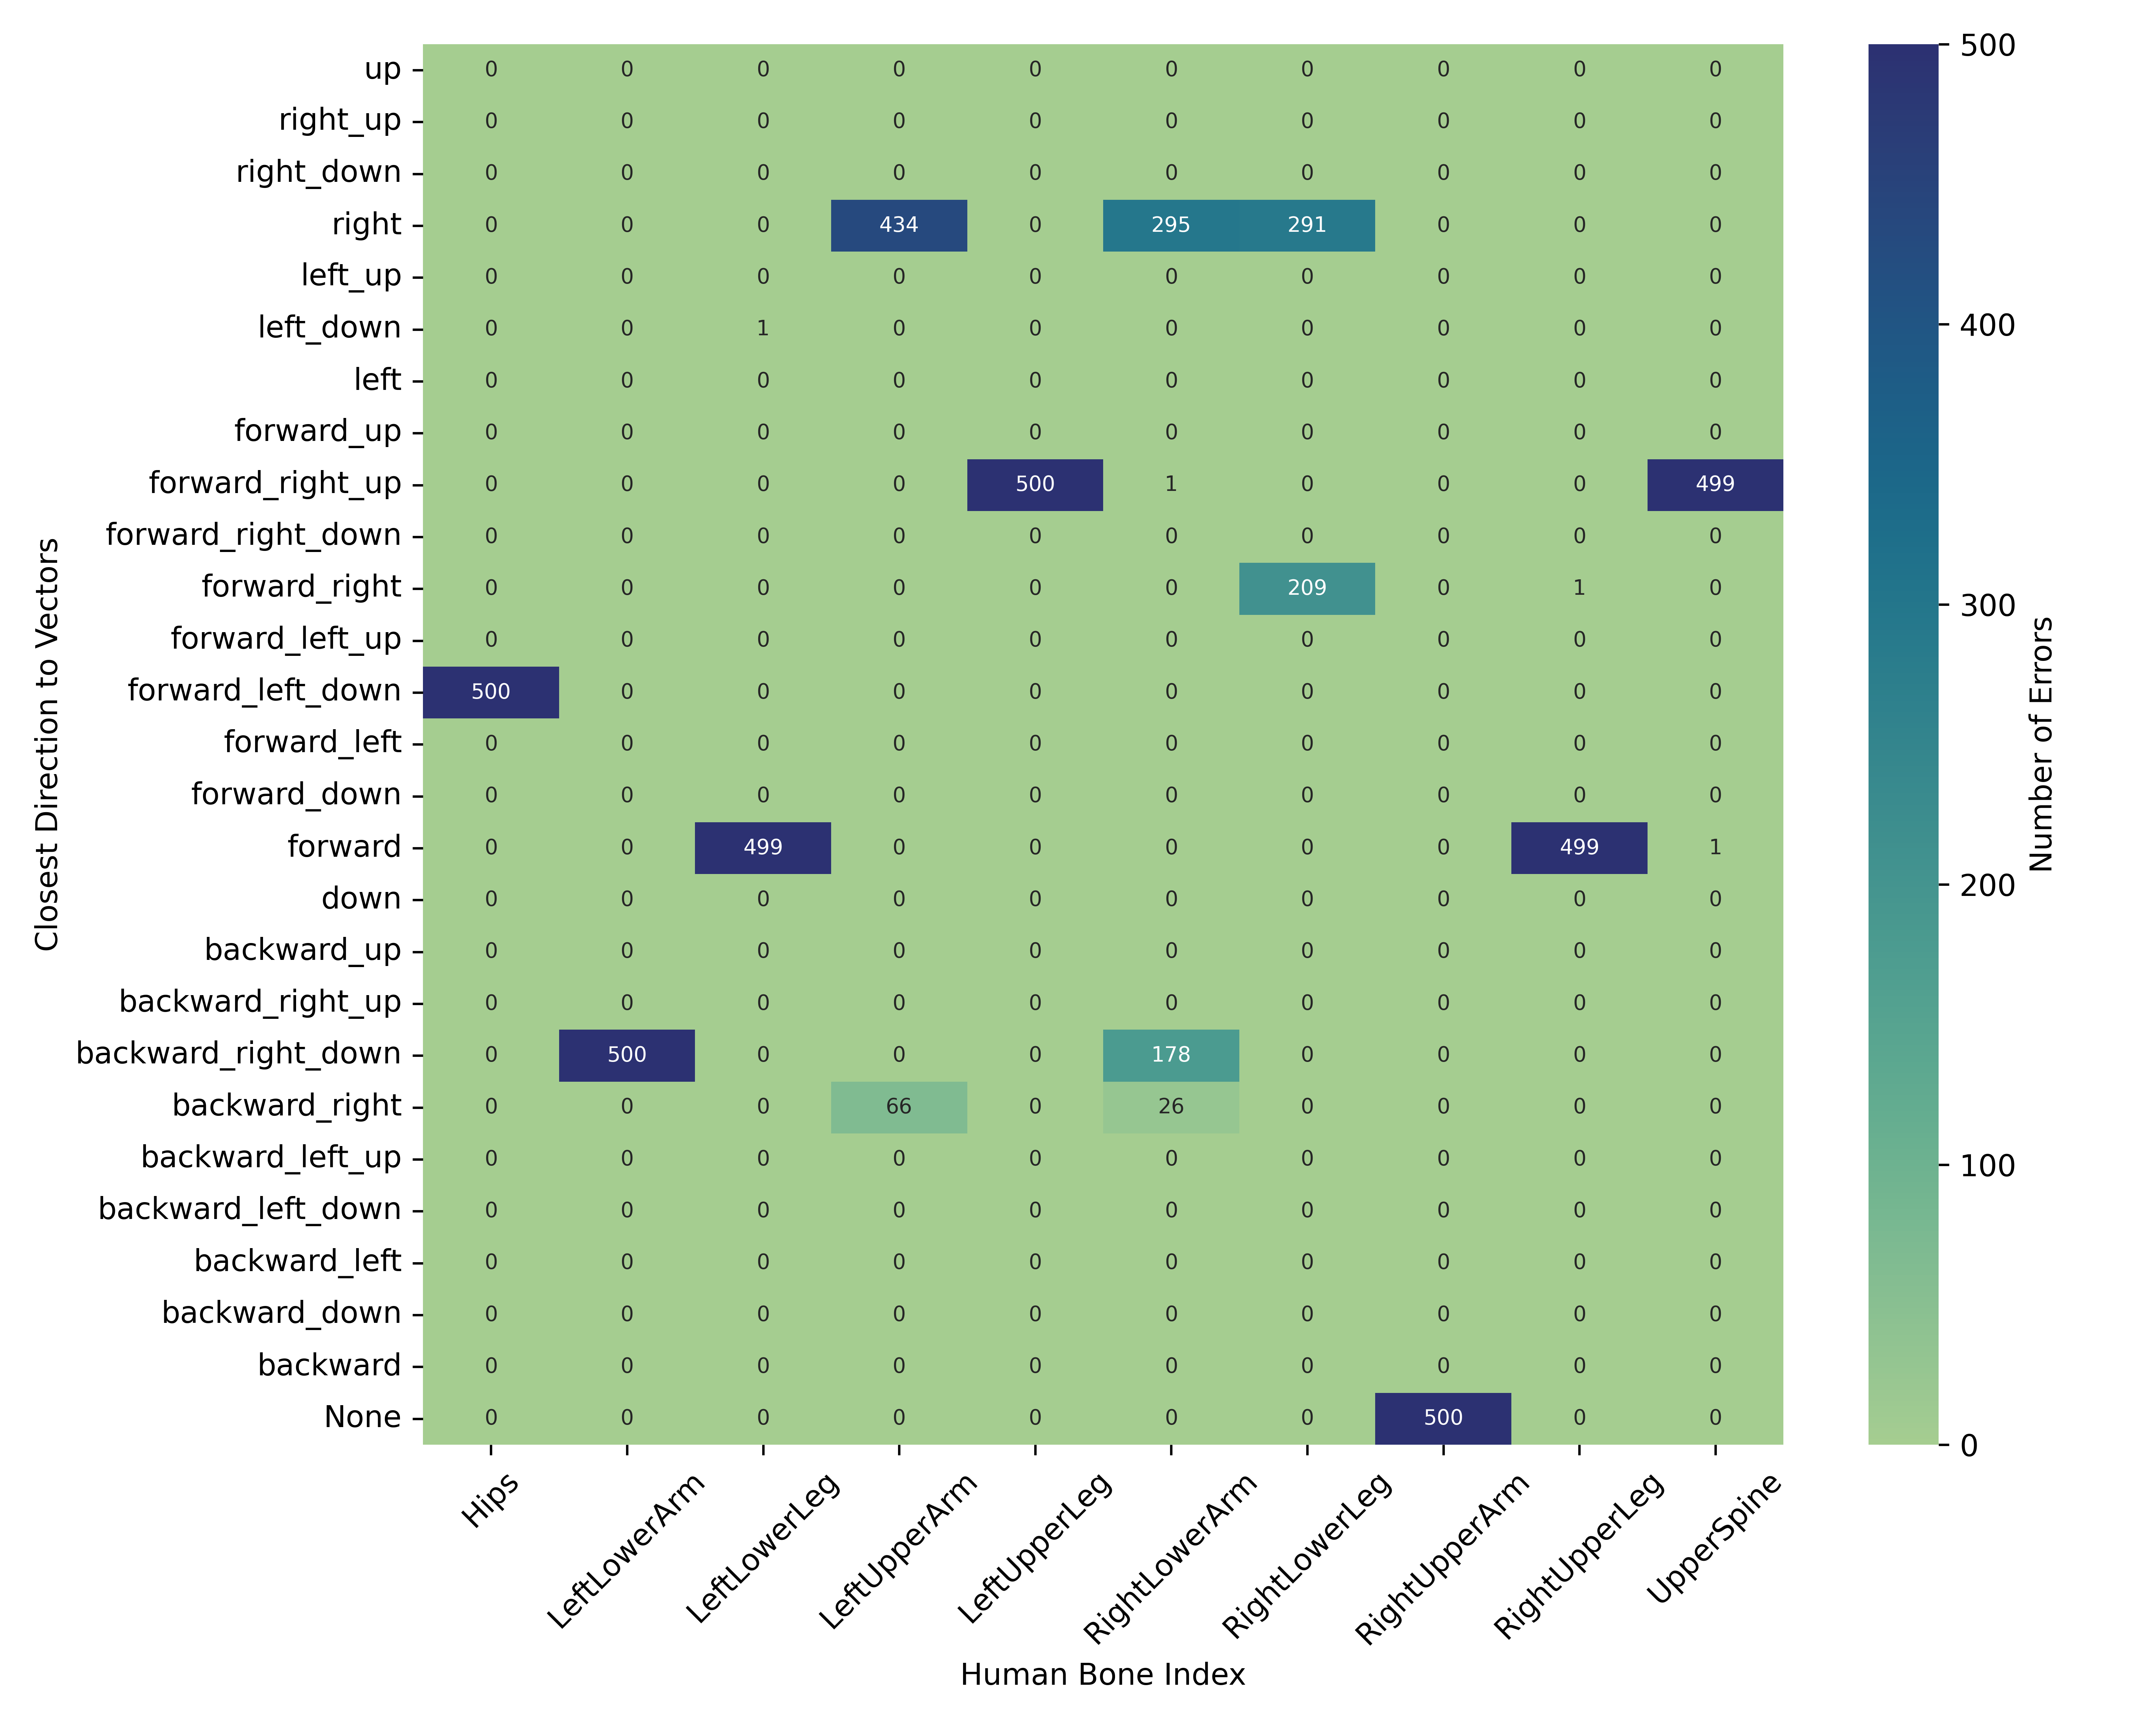 up 0 0 0 0 0 0 0 0 0 0
right_up 0 0 0 0 0 0 0 0 0 0
right_down 0 0 0 0 0 0 0 0 0 0
right 0 0 0 434 0 295 291 0 0 0
left_up 0 0 0 0 0 0 0 0 0 0
left_down 0 0 1 0 0 0 0 0 0 0
left 0 0 0 0 0 0 0 0 0 0
forward_up 0 0 0 0 0 0 0 0 0 0
forward_right_up 0 0 0 0 500 1 0 0 0 499
forward_right_down 0 0 0 0 0 0 0 0 0 0
forward_right 0 0 0 0 0 0 209 0 1 0
forward_left_up 0 0 0 0 0 0 0 0 0 0
forward_left_down 500 0 0 0 0 0 0 0 0 0
forward_left 0 0 0 0 0 0 0 0 0 0
forward_down 0 0 0 0 0 0 0 0 0 0
forward 0 0 499 0 0 0 0 0 499 1
down 0 0 0 0 0 0 0 0 0 0
backward_up 0 0 0 0 0 0 0 0 0 0
backward_right_up 0 0 0 0 0 0 0 0 0 0
backward_right_down 0 500 0 0 0 178 0 0 0 0
backward_right 0 0 0 66 0 26 0 0 0 0
backward_left_up 0 0 0 0 0 0 0 0 0 0
backward_left_down 0 0 0 0 0 0 0 0 0 0
backward_left 0 0 0 0 0 0 0 0 0 0
backward_down 0 0 0 0 0 0 0 0 0 0
backward 0 0 0 0 0 0 0 0 0 0
None 0 0 0 0 0 0 0 500 0 0
Hips LeftLowerArm LeftLowerLeg LeftUpperArm LeftUpperLeg RightLowerArm RightLowerLeg RightUpperArm RightUpperLeg UpperSpine
Human Bone Index
Closest Direction to Vectors
500
400
300
200
100
0
Number of Errors